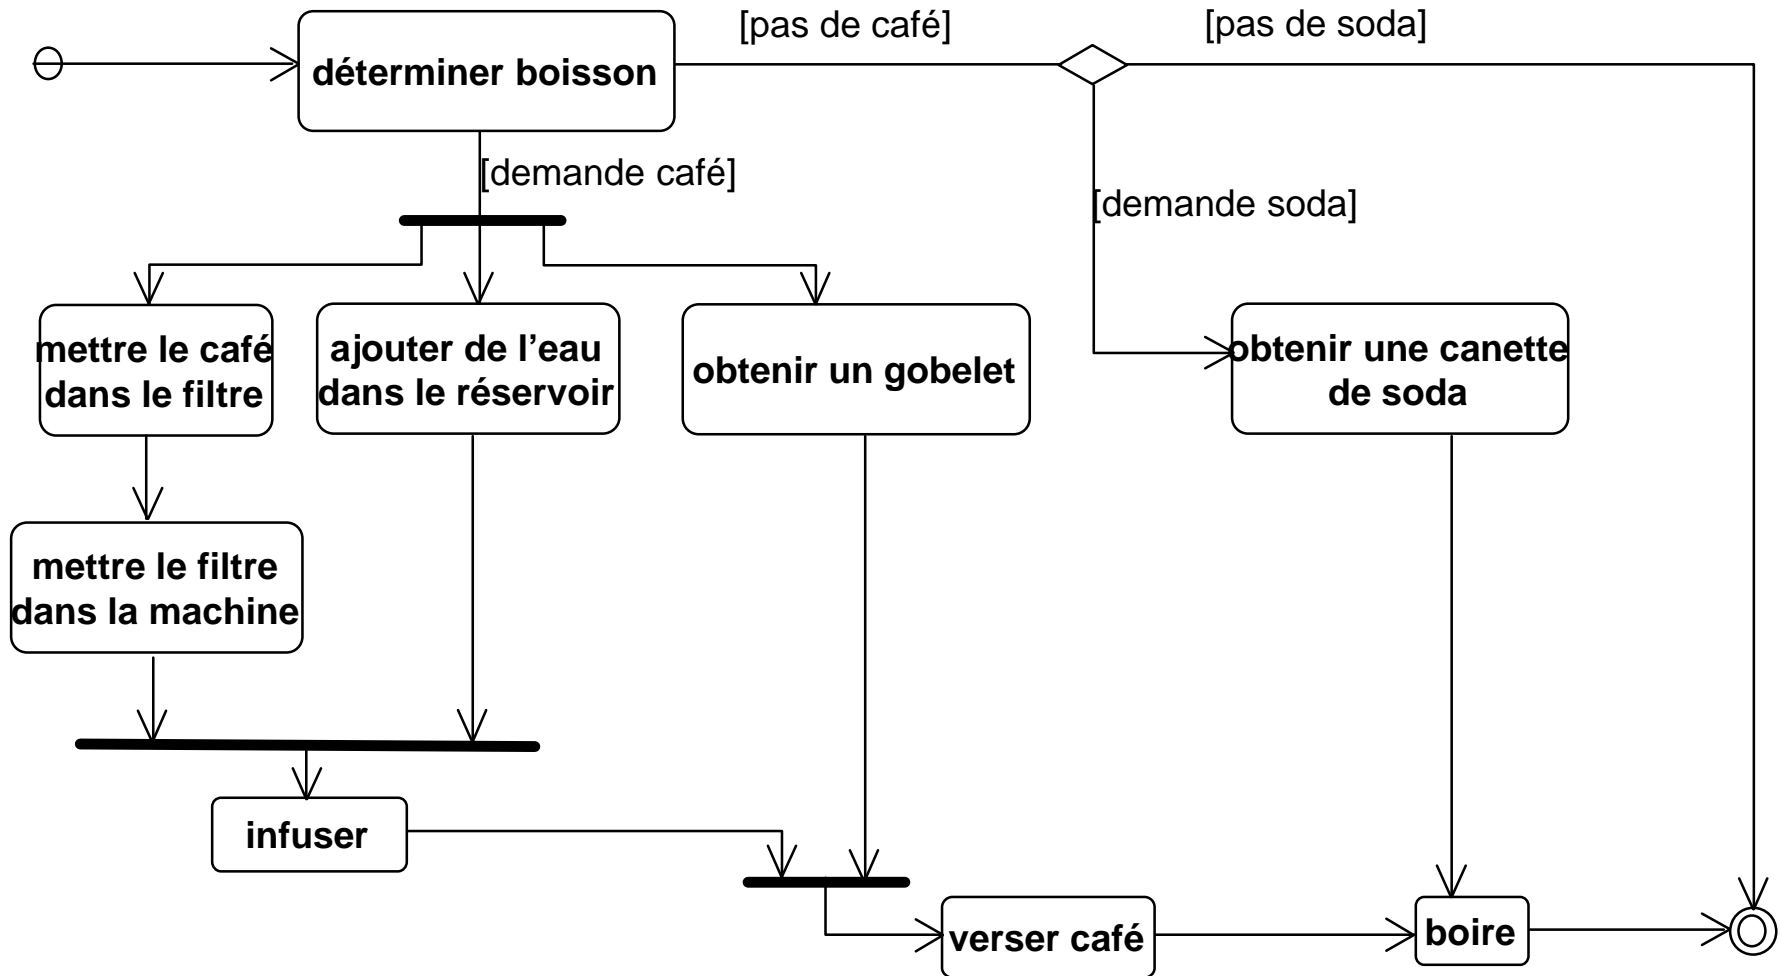 [pas de café]
[pas de soda]
déterminer boisson
[demande café]
[demande soda]
mettre le café
dans le filtre
ajouter de l’eau
dans le réservoir
obtenir un gobelet
obtenir une canette
de soda
mettre le filtre
dans la machine
infuser
verser café
boire